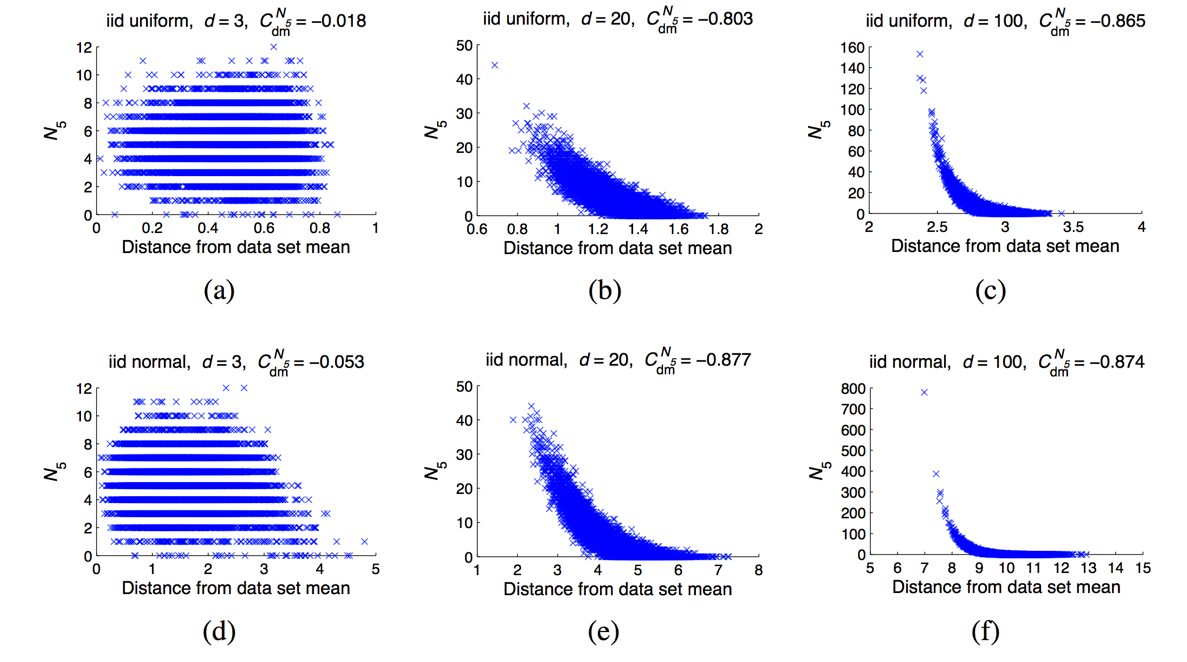 iid uniform, d = 3, C^{N_5}_{dm} = −0.018
12
10
8
6
4
2
0
N_5
0 0.2 0.4 0.6 0.8 1
Distance from data set mean
(a)
iid uniform, d = 20, C^{N_5}_{dm} = −0.803
50
40
30
20
10
0
N_5
0.6 0.8 1 1.2 1.4 1.6 1.8 2
Distance from data set mean
(b)
iid uniform, d = 100, C^{N_5}_{dm} = −0.865
160
140
120
100
80
60
40
20
0
N_5
2 2.5 3 3.5 4
Distance from data set mean
(c)
iid normal, d = 3, C^{N_5}_{dm} = −0.053
12
10
8
6
4
2
0
N_5
0 1 2 3 4 5
Distance from data set mean
(d)
iid normal, d = 20, C^{N_5}_{dm} = −0.877
50
40
30
20
10
0
N_5
1 2 3 4 5 6 7 8
Distance from data set mean
(e)
iid normal, d = 100, C^{N_5}_{dm} = −0.874
800
700
600
500
400
300
200
100
0
N_5
5 6 7 8 9 10 11 12 13 14 15
Distance from data set mean
(f)